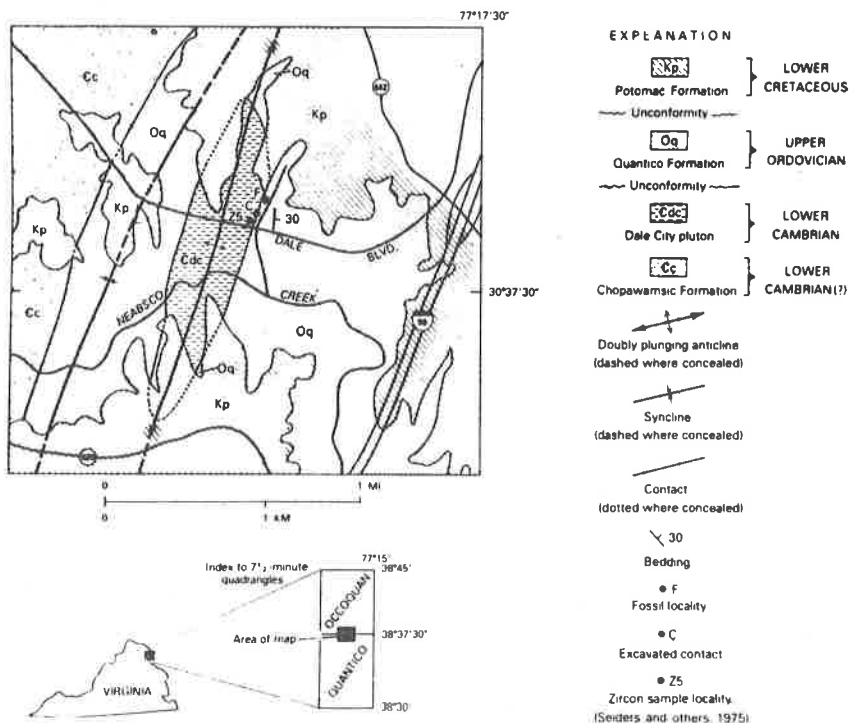 77°17'30"
Cc
Oq
Oq
Kp
642
Kp
Kp
F
C
Z5
30
DALE
BLVD.
Cdc
NEABSCO
CREEK
30°37'30"
Cc
Oq
95
Oq
Kp
0 1 MI
0 1 KM
EXPLANATION
Kp
Potomac Formation
LOWER
CRETACEOUS
Unconformity
Oq
Quantico Formation
UPPER
ORDOVICIAN
Unconformity
Cdc
Dale City pluton
LOWER
CAMBRIAN
Cc
Chopawamsic Formation
LOWER
CAMBRIAN(?)
Doubly plunging anticline
(dashed where concealed)
Syncline
(dashed where concealed)
Contact
(dotted where concealed)
30
Bedding
F
Fossil locality
C
Excavated contact
Z5
Zircon sample locality
(Seiders and others, 1975)
Index to 7½-minute
quadrangles
77°15'
38°45'
OCCOQUAN
Area of map
38°37'30"
QUANTICO
38°30'
VIRGINIA